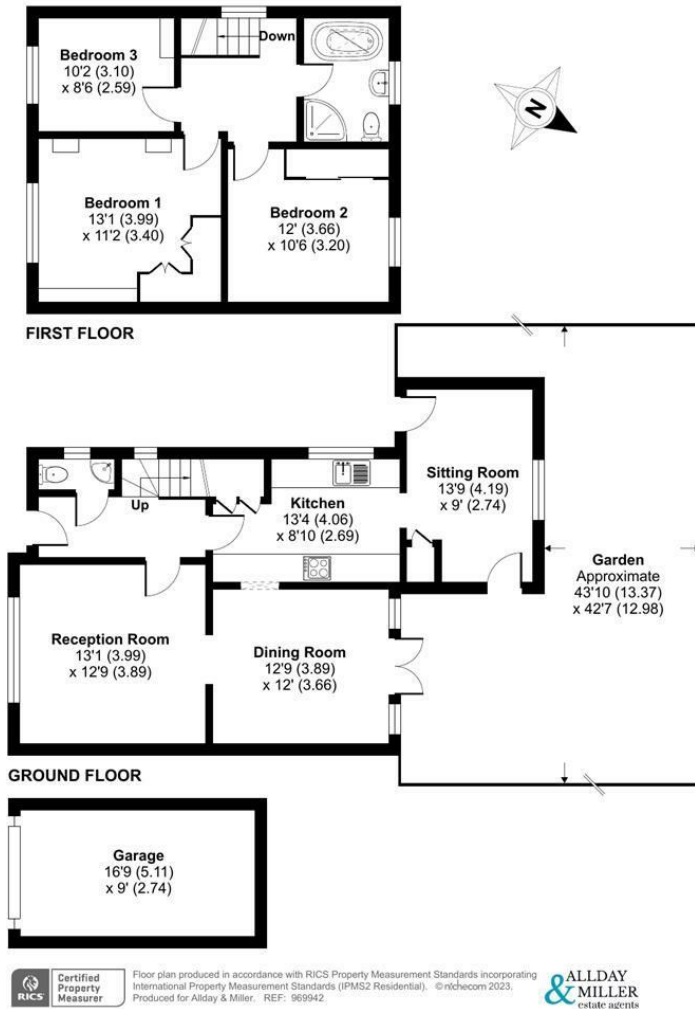 Bedroom 3
10'2 (3.10)
x 8'6 (2.59)
Down
N
Bedroom 1
13'1 (3.99)
x 11'2 (3.40)
Bedroom 2
12' (3.66)
x 10'6 (3.20)
FIRST FLOOR
Up
Kitchen
13'4 (4.06)
x 8'10 (2.69)
Sitting Room
13'9 (4.19)
x 9' (2.74)
Garden
Approximate
43'10 (13.37)
x 42'7 (12.98)
Reception Room
13'1 (3.99)
x 12'9 (3.89)
Dining Room
12'9 (3.89)
x 12' (3.66)
GROUND FLOOR
Garage
16'9 (5.11)
x 9' (2.74)
RICS
Certified
Property
Measurer
Floor plan produced in accordance with RICS Property Measurement Standards incorporating
International Property Measurement Standards (IPMS2 Residential). © nichecom 2023.
Produced for Allday & Miller. REF: 969942
ALLDAY
& MILLER
estate agents